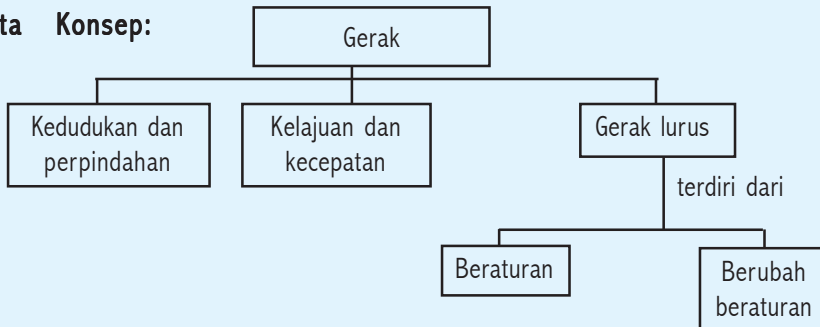 ta Konsep:
Gerak
Kedudukan dan
perpindahan
Kelajuan dan
kecepatan
Gerak lurus
terdiri dari
Beraturan
Berubah
beraturan